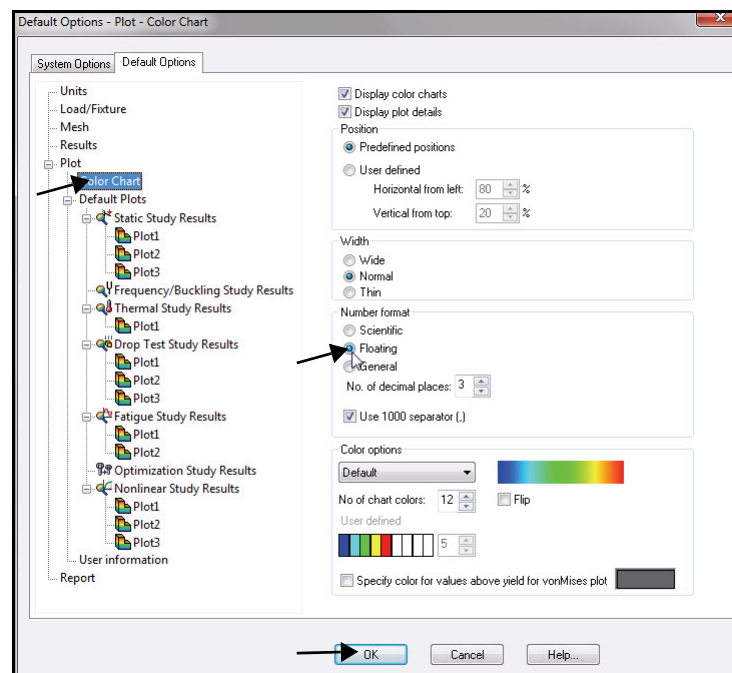 Default Options - Plot - Color Chart
System Options
Default Options
Units
Load/Fixture
Mesh
Results
Plot
Color Chart
Default Plots
Static Study Results
Plot1
Plot2
Plot3
Frequency/Buckling Study Results
Thermal Study Results
Plot1
Drop Test Study Results
Plot1
Plot2
Plot3
Fatigue Study Results
Plot1
Plot2
Optimization Study Results
Nonlinear Study Results
Plot1
Plot2
Plot3
User information
Report
Display color charts
Display plot details
Position
Predefined positions
User defined
Horizontal from left: 80 %
Vertical from top: 20 %
Width
Wide
Normal
Thin
Number format
Scientific
Floating
General
No. of decimal places: 3
Use 1000 separator (,)
Color options
Default
No of chart colors: 12 Flip
User defined
5
Specify color for values above yield for vonMises plot
OK Cancel Help...